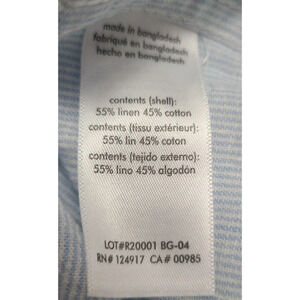 made in bangladesh
fabriqué en bangladesh
hecho en bangladesh
contents (shell):
55% linen 45% cotton
contents (tissu extérieur):
55% lin 45% coton
contents (tejido externo):
55% lino 45% algodón
LOT#R20001 BG-04
RN# 124917 CA# 00985